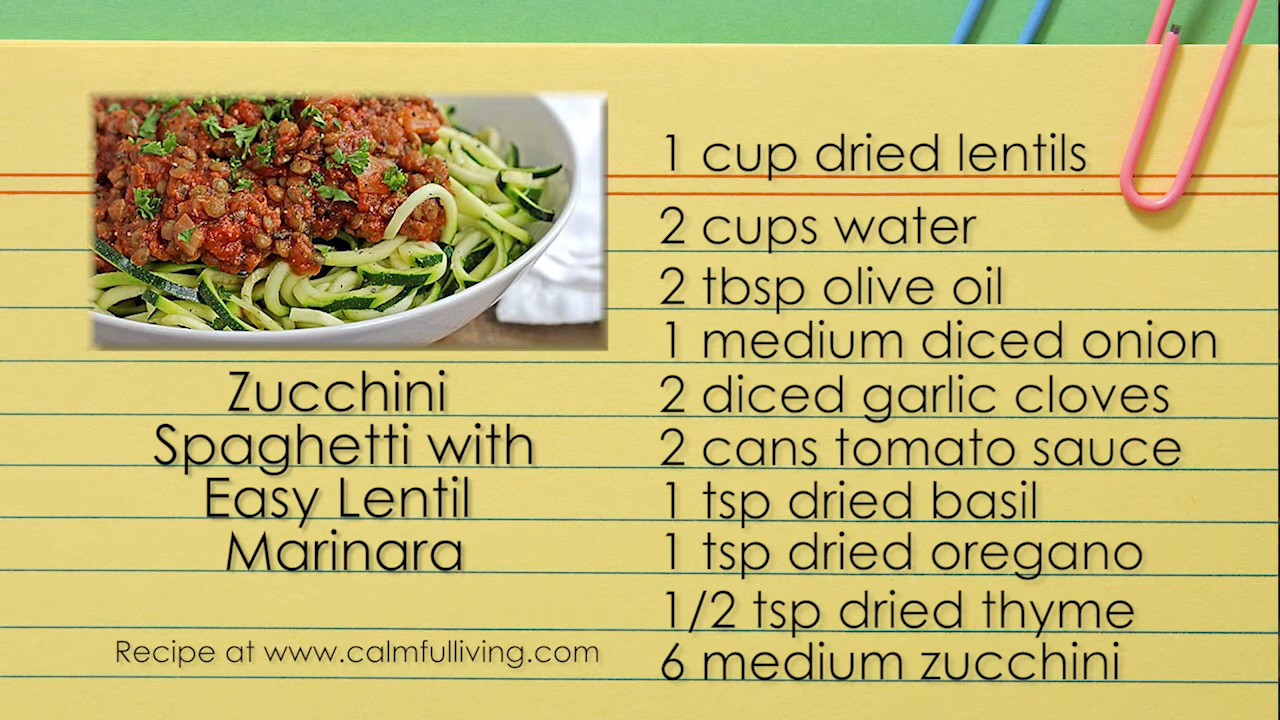 Zucchini
Spaghetti with
Easy Lentil
Marinara
Recipe at www.calmfulliving.com
1 cup dried lentils
2 cups water
2 tbsp olive oil
1 medium diced onion
2 diced garlic cloves
2 cans tomato sauce
1 tsp dried basil
1 tsp dried oregano
1/2 tsp dried thyme
6 medium zucchini